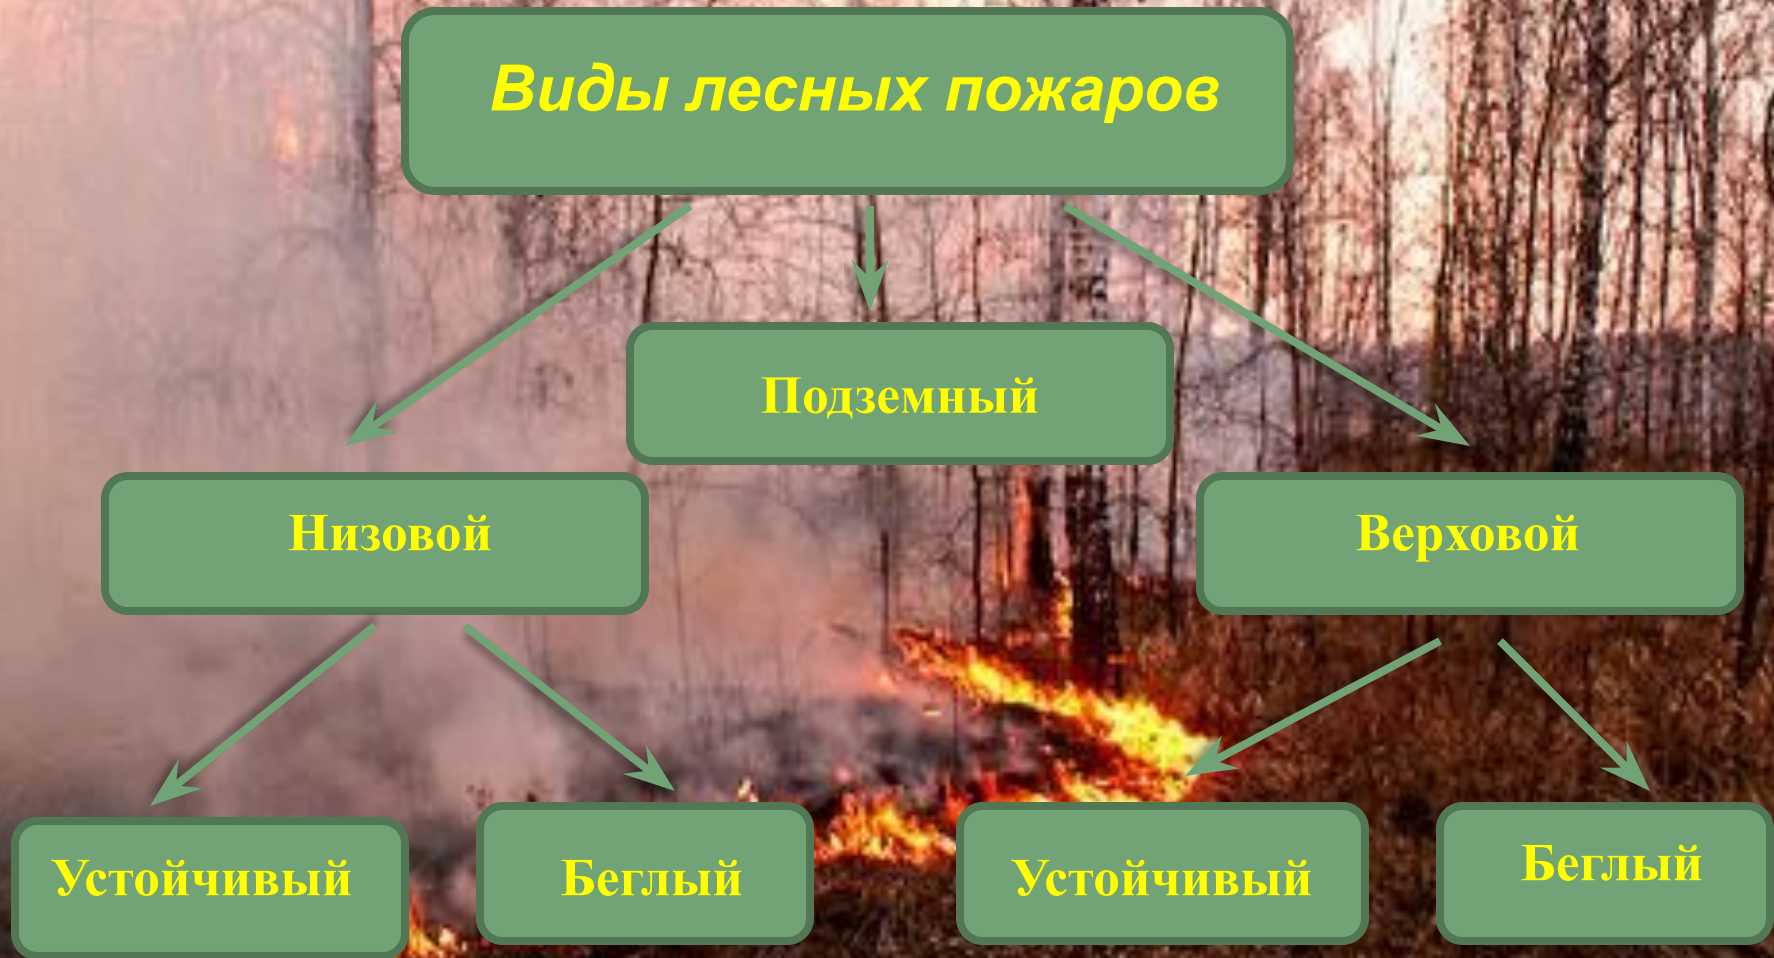 Виды лесных пожаров
Подземный
Низовой
Верховой
Устойчивый
Беглый
Устойчивый
Беглый